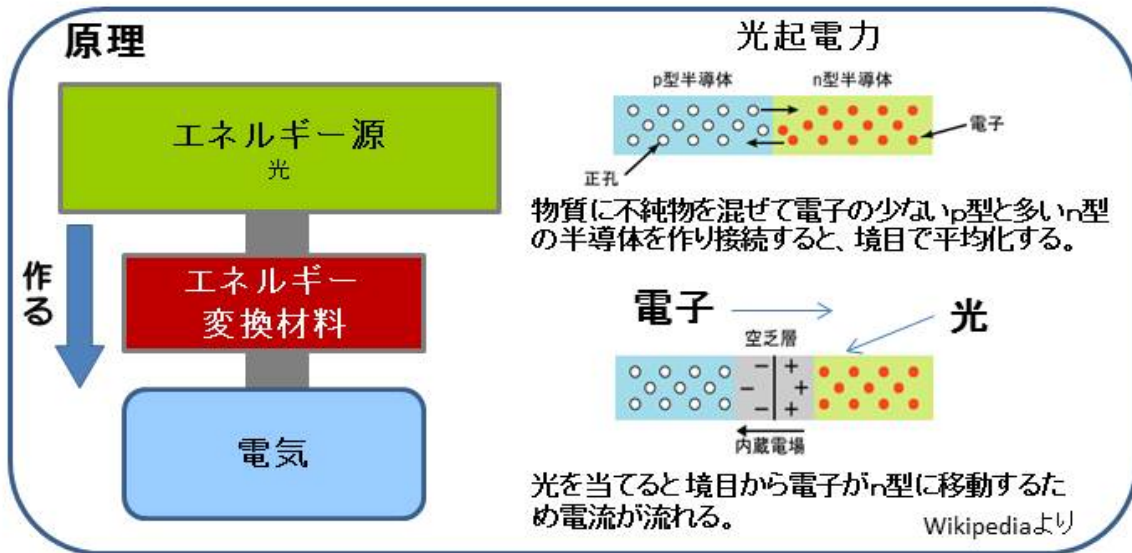 原理
エネルギー源
光
作る
エネルギー
変換材料
電気
光起電力
p型半導体
n型半導体
電子
正孔
物質に不純物を混ぜて電子の少ないp型と多いn型
の半導体を作り接続すると、境目で平均化する。
電子
光
空乏層
− +
− +
− +
内蔵電場
光を当てると境目から電子がn型に移動するた
め電流が流れる。
Wikipediaより